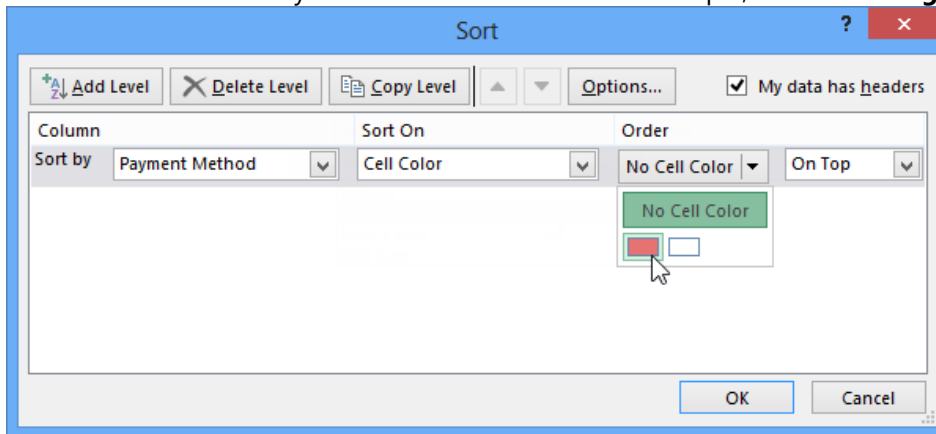 Sort
?
Add Level Delete Level Copy Level Options... My data has headers
Column Sort On Order
Sort by Payment Method Cell Color No Cell Color On Top
No Cell Color
OK Cancel